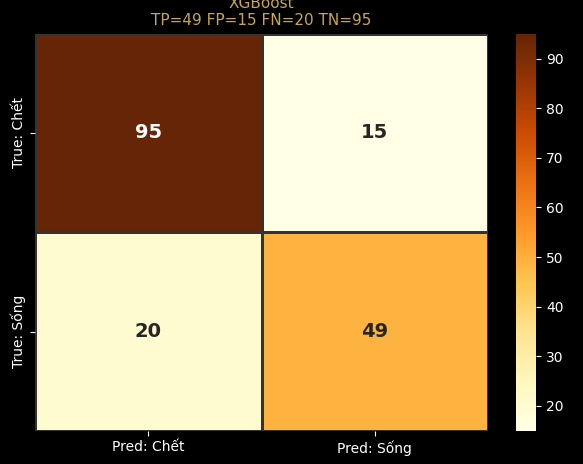 XGBoost
TP=49 FP=15 FN=20 TN=95
True: Chết
95
15
True: Sống
20
49
Pred: Chết
Pred: Sống
90
80
70
60
50
40
30
20